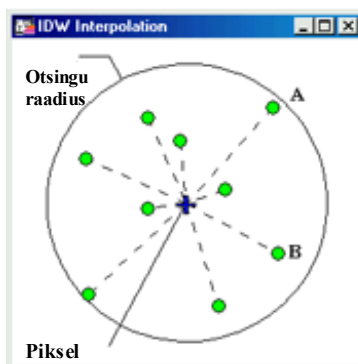 IDW Interpolation
Otsingu
raadius
A
B
Piksel